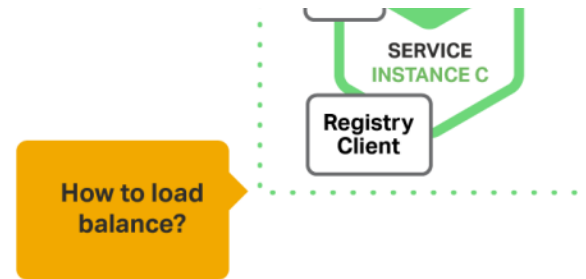 SERVICE
INSTANCE C
Registry
Client
How to load
balance?